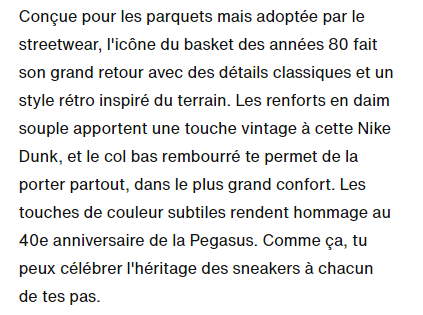 Conçue pour les parquets mais adoptée par le
streetwear, l'icône du basket des années 80 fait
son grand retour avec des détails classiques et un
style rétro inspiré du terrain. Les renforts en daim
souple apportent une touche vintage à cette Nike
Dunk, et le col bas rembourré te permet de la
porter partout, dans le plus grand confort. Les
touches de couleur subtiles rendent hommage au
40e anniversaire de la Pegasus. Comme ça, tu
peux célébrer l'héritage des sneakers à chacun
de tes pas.